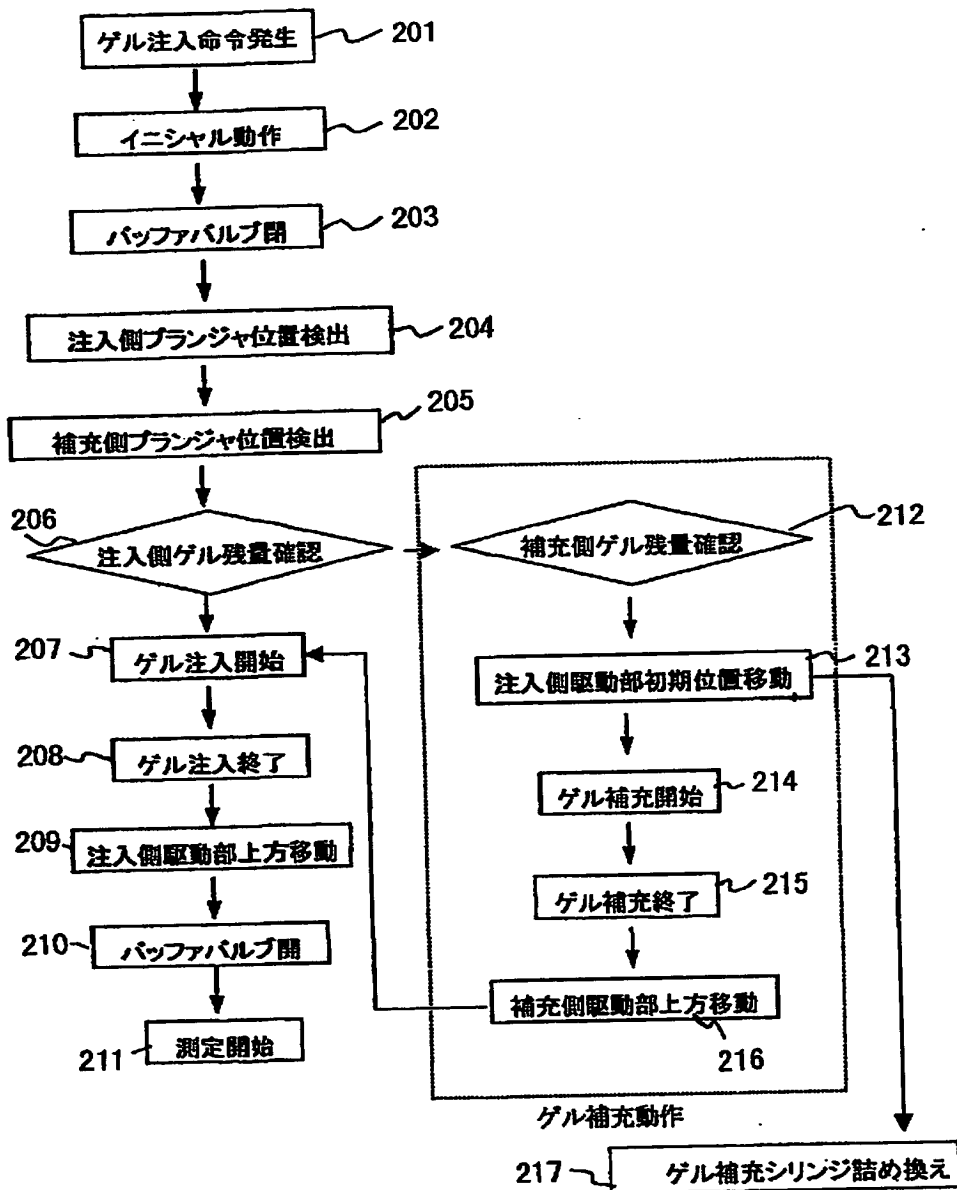 ゲル注入命令発生
201
イニシャル動作
202
バッファバルブ閉
203
注入側プランジャ位置検出
204
補充側プランジャ位置検出
205
206
注入側ゲル残量確認
207
ゲル注入開始
208
ゲル注入終了
209
注入側駆動部上方移動
210
バッファバルブ開
211
測定開始
補充側ゲル残量確認
212
注入側駆動部初期位置移動
213
ゲル補充開始
214
ゲル補充終了
215
補充側駆動部上方移動
216
ゲル補充動作
217
ゲル補充シリンジ詰め換え